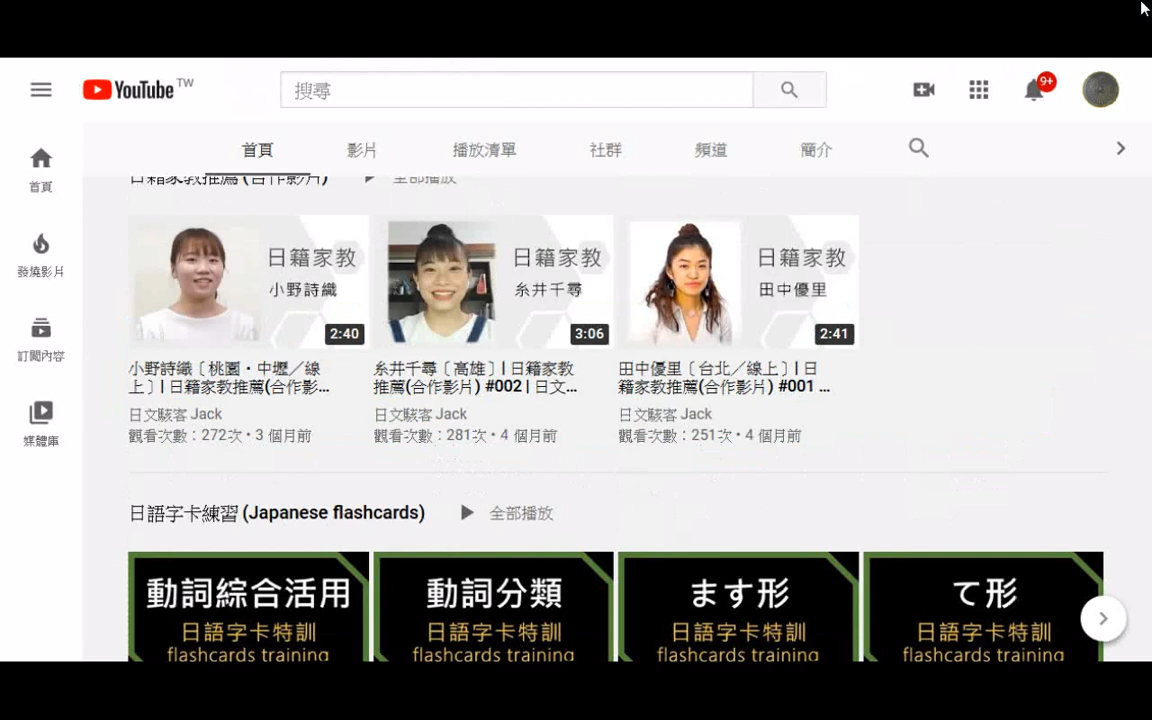 YouTube TW
搜尋
9+
首頁
影片
播放清單
社群
頻道
簡介
首頁
發燒影片
訂閱內容
媒體庫
日籍家教推薦 (合作影片)
全部播放
日籍家教
小野詩織
2:40
日籍家教
糸井千尋
3:06
日籍家教
田中優里
2:41
小野詩織〔桃園・中壢／線
上〕l 日籍家教推薦(合作影...
日文駭客 Jack
觀看次數：272次 • 3 個月前
糸井千尋〔高雄〕l 日籍家教
推薦(合作影片) #002 l 日文...
日文駭客 Jack
觀看次數：281次 • 4 個月前
田中優里〔台北／線上〕l 日
籍家教推薦(合作影片) #001 ...
日文駭客 Jack
觀看次數：251次 • 4 個月前
日語字卡練習 (Japanese flashcards)
全部播放
動詞綜合活用
日語字卡特訓
flashcards training
動詞分類
日語字卡特訓
flashcards training
ます形
日語字卡特訓
flashcards training
て形
日語字卡特訓
flashcards training